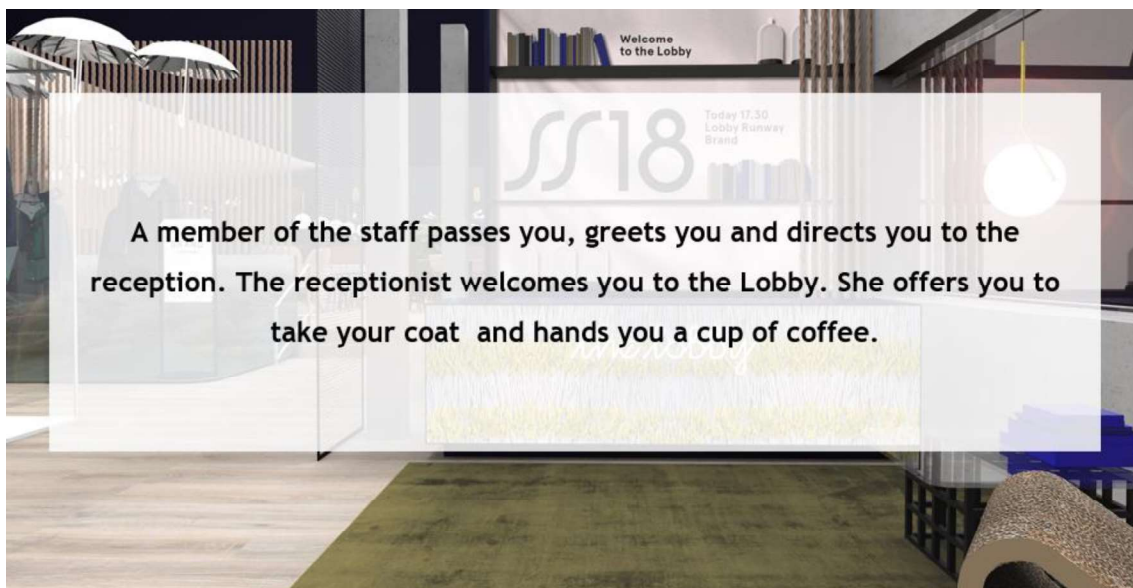 Welcome
to the Lobby
SS18
Today 17.30
Lobby Runway
Brand
A member of the staff passes you, greets you and directs you to the
reception. The receptionist welcomes you to the Lobby. She offers you to
take your coat  and hands you a cup of coffee.
the lobby